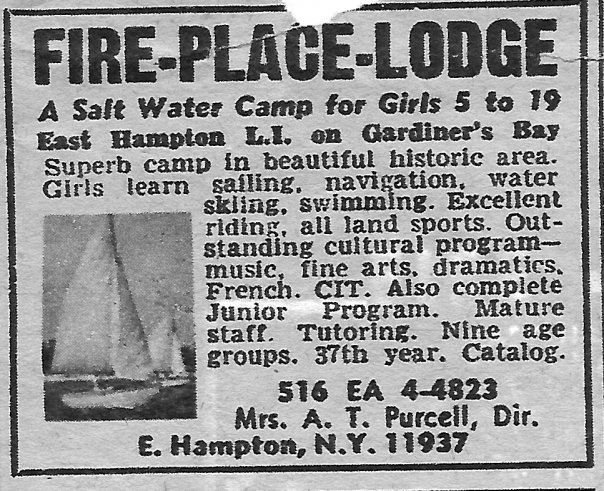 FIRE-PLACE-LODGE
A Salt Water Camp for Girls 5 to 19
East Hampton L.I. on Gardiner's Bay
Superb camp in beautiful historic area.
Girls learn sailing, navigation, water
skiing, swimming. Excellent
riding, all land sports. Out-
standing cultural program—
music, fine arts, dramatics,
French. CIT. Also complete
Junior Program. Mature
staff. Tutoring. Nine age
groups. 37th year. Catalog.
516 EA 4-4823
Mrs. A. T. Purcell, Dir.
E. Hampton, N.Y. 11937